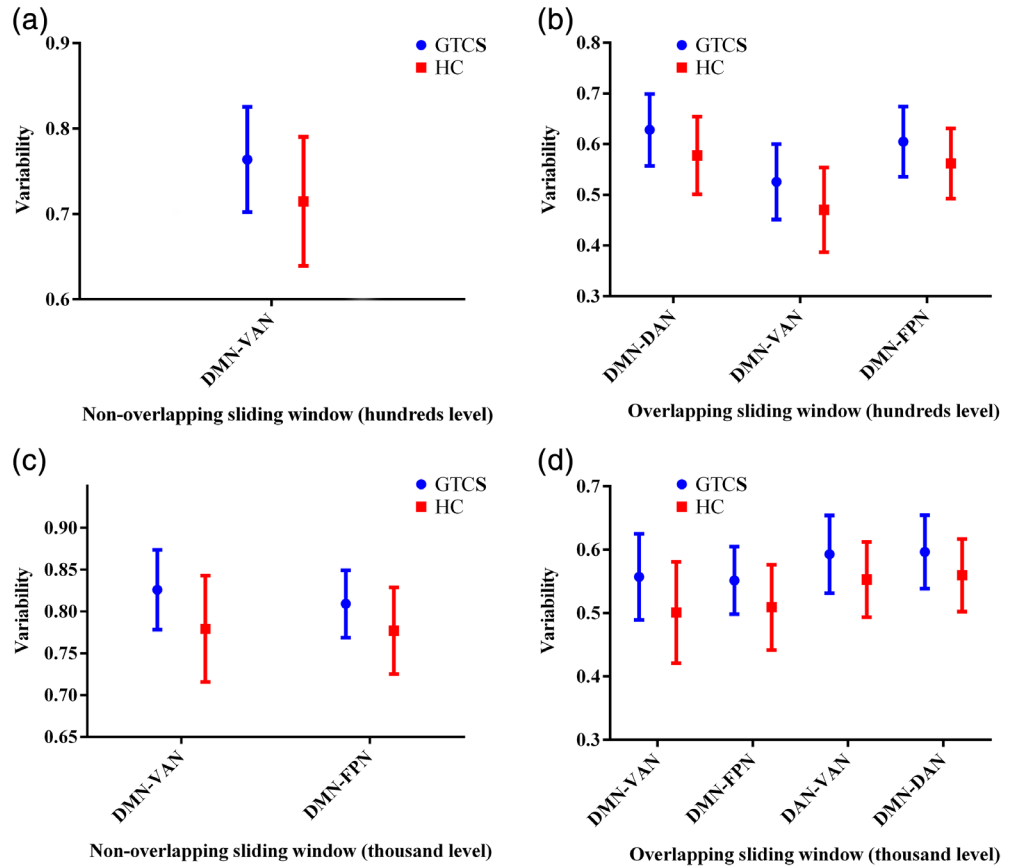 (a)
GTCS
HC
0.9
0.8
0.7
0.6
Variability
DMN-VAN
Non-overlapping sliding window (hundreds level)
(b)
GTCS
HC
0.8
0.7
0.6
0.5
0.4
0.3
Variability
DMN-DAN
DMN-VAN
DMN-FPN
Overlapping sliding window (hundreds level)
(c)
GTCS
HC
0.90
0.85
0.80
0.75
0.70
0.65
Variability
DMN-VAN
DMN-FPN
Non-overlapping sliding window (thousand level)
(d)
GTCS
HC
0.7
0.6
0.5
0.4
0.3
Variability
DMN-VAN
DMN-FPN
DAN-VAN
DMN-DAN
Overlapping sliding window (thousand level)